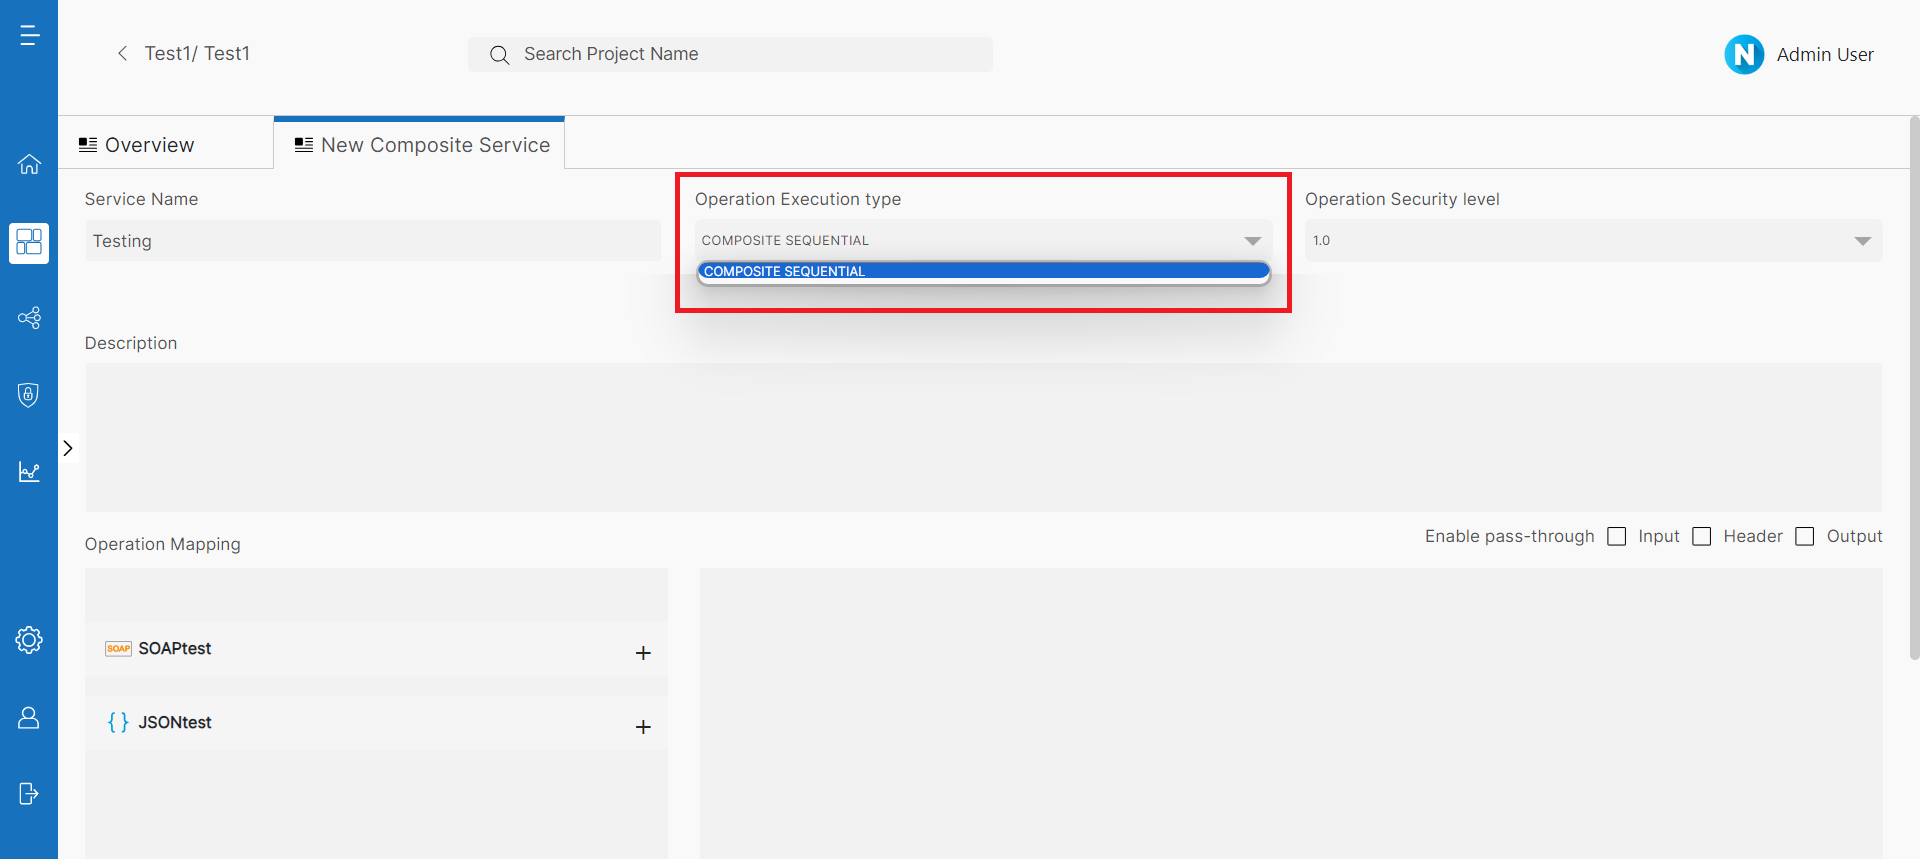 Test1/ Test1
Search Project Name
N Admin User
Overview
New Composite Service
Service Name
Operation Execution type
Operation Security level
Testing
COMPOSITE SEQUENTIAL
1.0
COMPOSITE SEQUENTIAL
Description
Enable pass-through Input Header Output
Operation Mapping
SOAP SOAPtest +
{ } JSONtest +